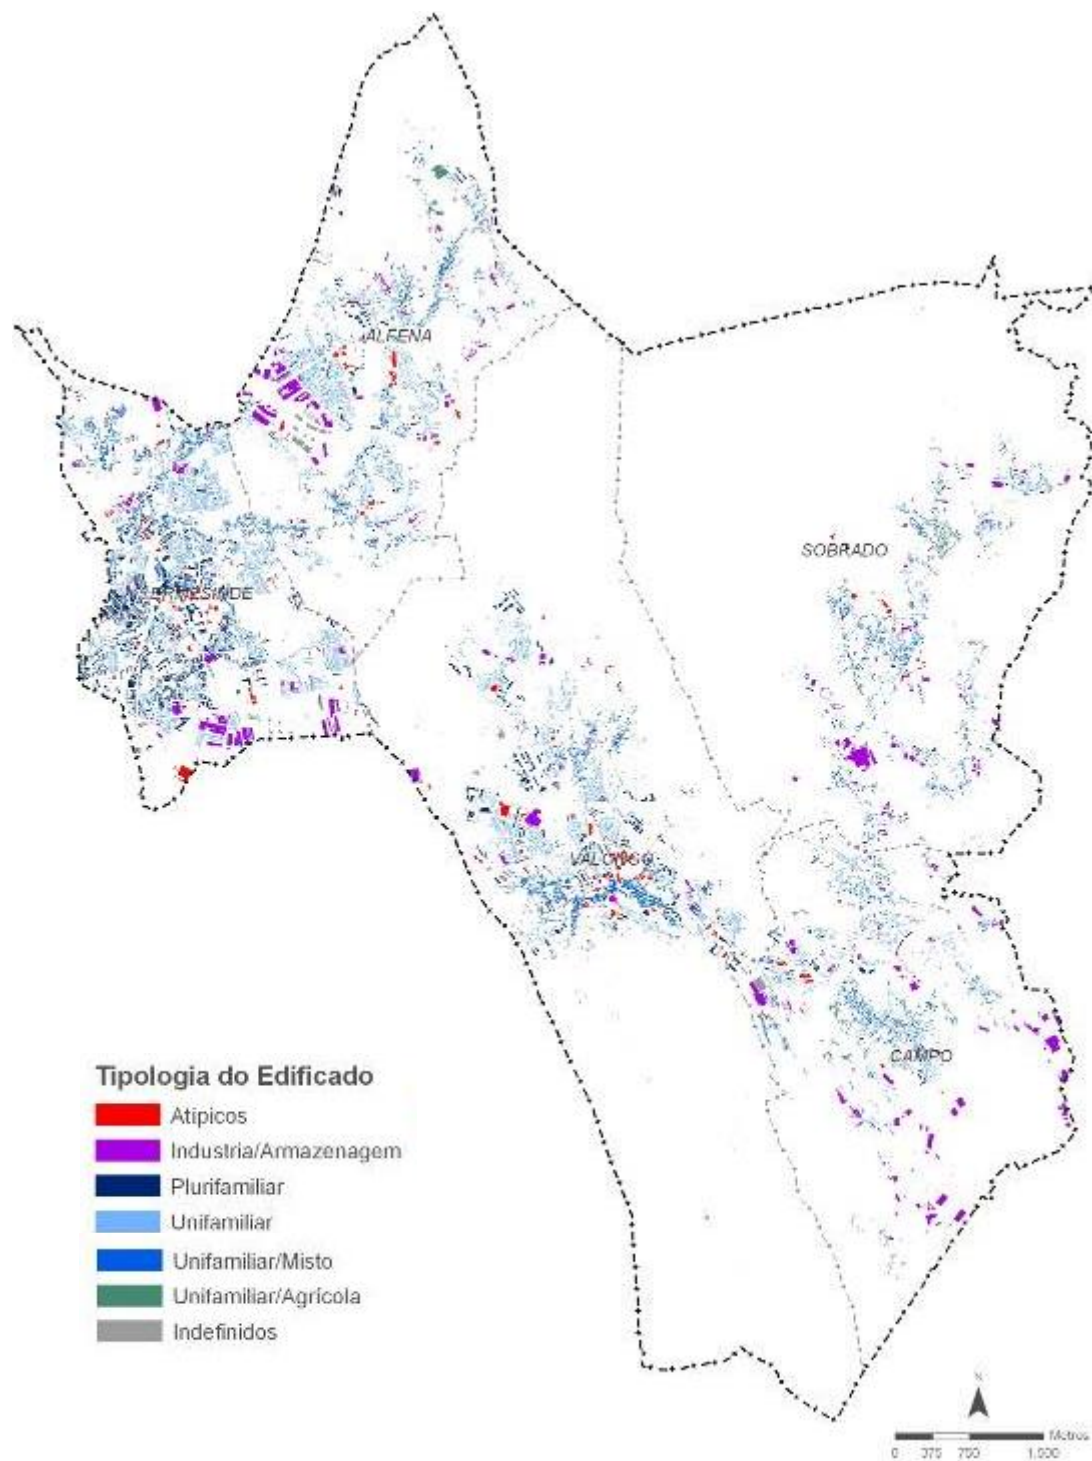 ALFENA
SOBRADO
ERMESINDE
VALONGO
CAMPO
Tipologia do Edificado
Atípicos
Industria/Armazenagem
Plurifamiliar
Unifamiliar
Unifamiliar/Misto
Unifamiliar/Agrícola
Indefinidos
N
Metros
0 375 750 1.500